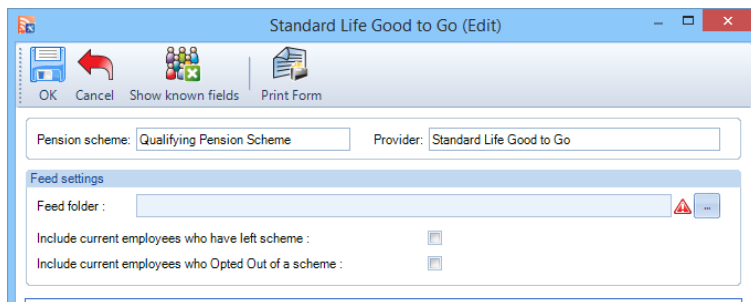 Standard Life Good to Go (Edit)
OK Cancel Show known fields Print Form
Pension scheme: Qualifying Pension Scheme Provider: Standard Life Good to Go
Feed settings
Feed folder :
...
Include current employees who have left scheme :
Include current employees who Opted Out of a scheme :